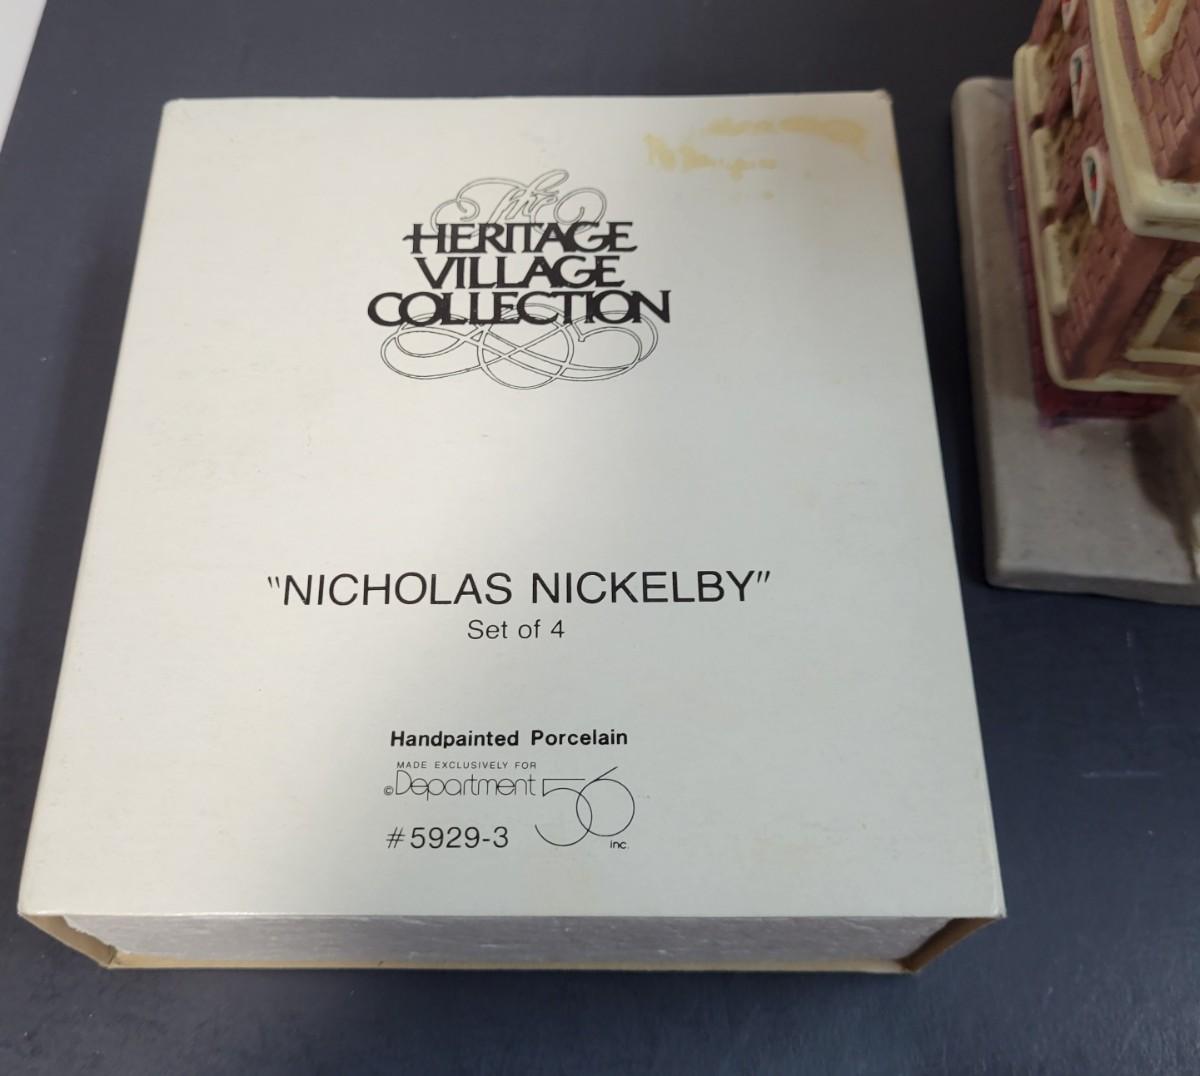 The
HERITAGE
VILLAGE
COLLECTION
"NICHOLAS NICKELBY"
Set of 4
Handpainted Porcelain
MADE EXCLUSIVELY FOR
©Department 56
inc.
#5929-3